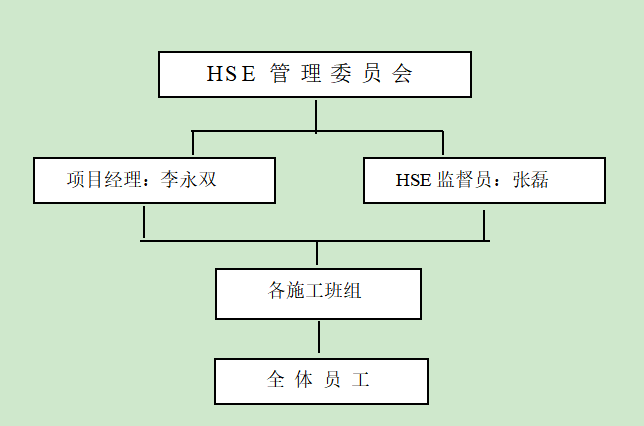 HSE 管 理 委 员 会
项目经理：李永双
HSE 监督员：张磊
各施工班组
全 体 员 工